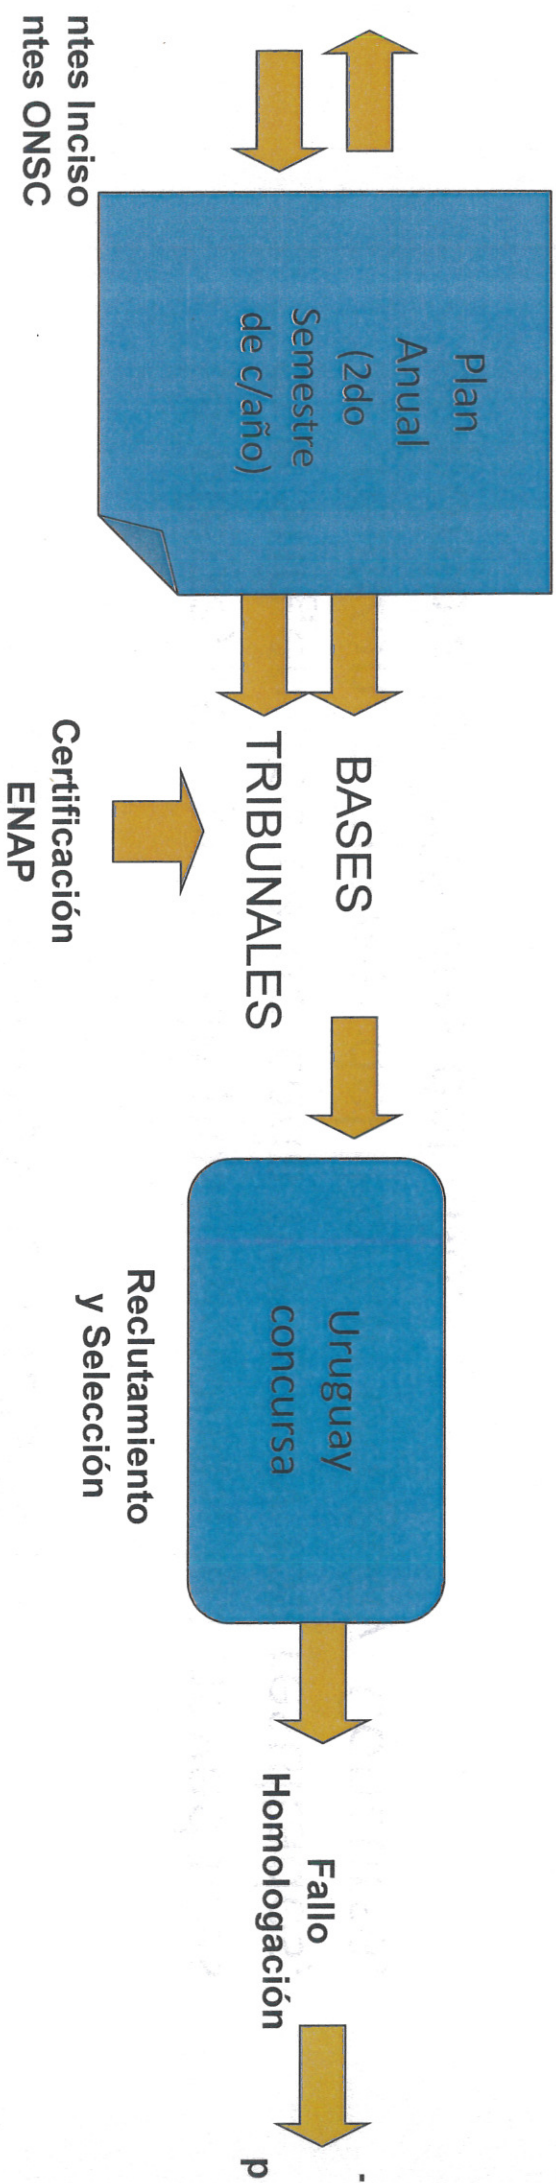 ntes Inciso
ntes ONSC
Plan
Anual
(2do
Semestre
de c/año)
BASES
TRIBUNALES
Certificación
ENAP
Uruguay
concursa
Reclutamiento
y Selección
Fallo
Homologación
p